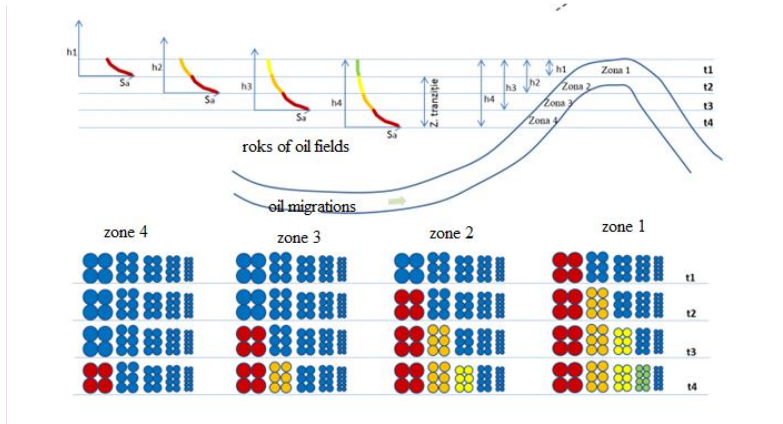 h1
Sa
h2
Sa
h3
Sa
h4
Sa
Z. tranziție
h4
h3
h2
h1
Zona 1
Zona 2
Zona 3
Zona 4
t1
t2
t3
t4
roks of oil fields
oil migrations
zone 4
zone 3
zone 2
zone 1
t1
t2
t3
t4